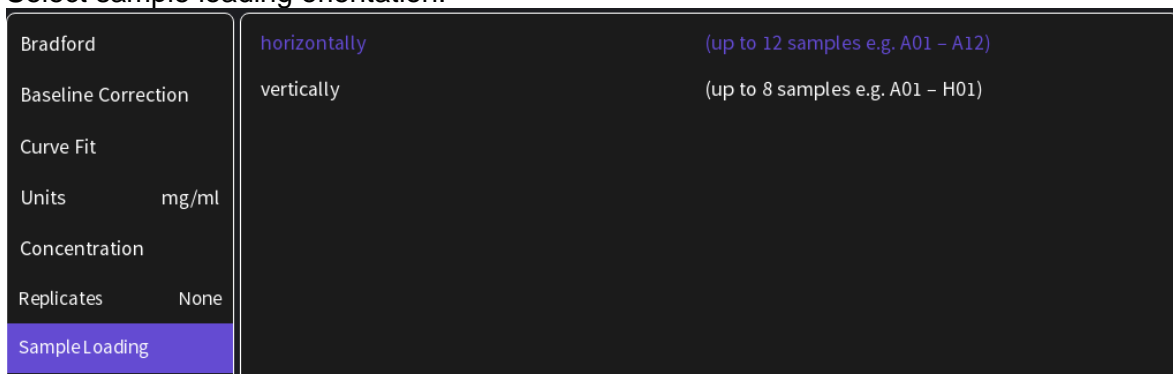 Select sample loading orientation.
Bradford
Baseline Correction
Curve Fit
Units mg/ml
Concentration
Replicates None
Sample Loading
horizontally (up to 12 samples e.g. A01 – A12)
vertically (up to 8 samples e.g. A01 – H01)